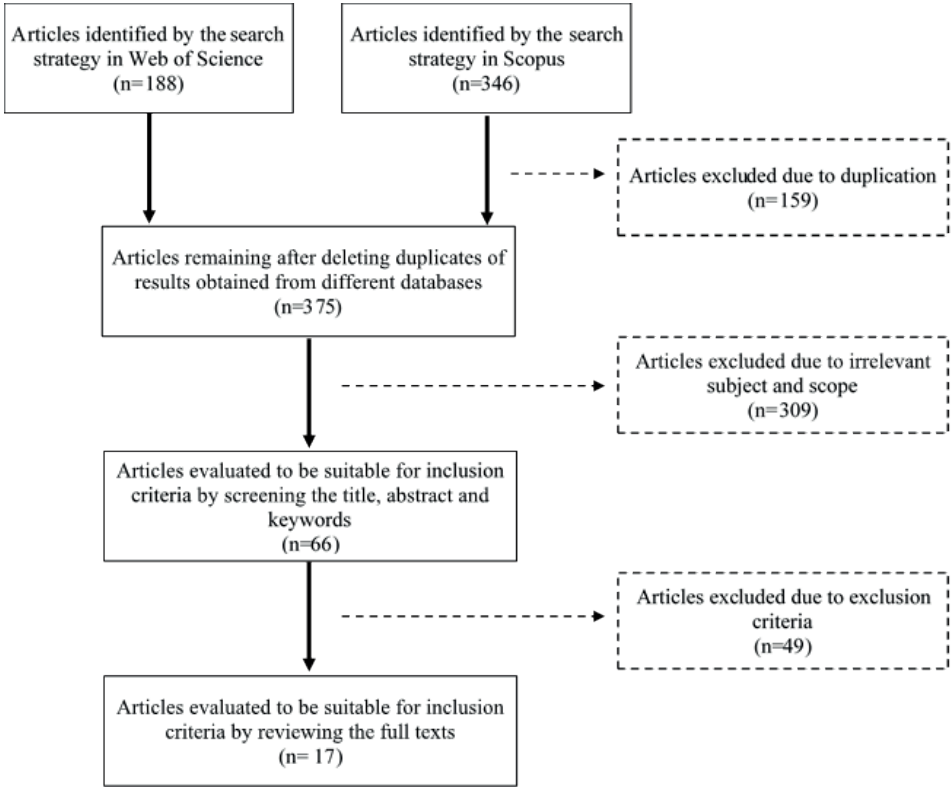 Articles identified by the search
strategy in Web of Science
(n=188)
Articles identified by the search
strategy in Scopus
(n=346)
Articles excluded due to duplication
(n=159)
Articles remaining after deleting duplicates of
results obtained from different databases
(n=375)
Articles excluded due to irrelevant
subject and scope
(n=309)
Articles evaluated to be suitable for inclusion
criteria by screening the title, abstract and
keywords
(n=66)
Articles excluded due to exclusion
criteria
(n=49)
Articles evaluated to be suitable for inclusion
criteria by reviewing the full texts
(n= 17)